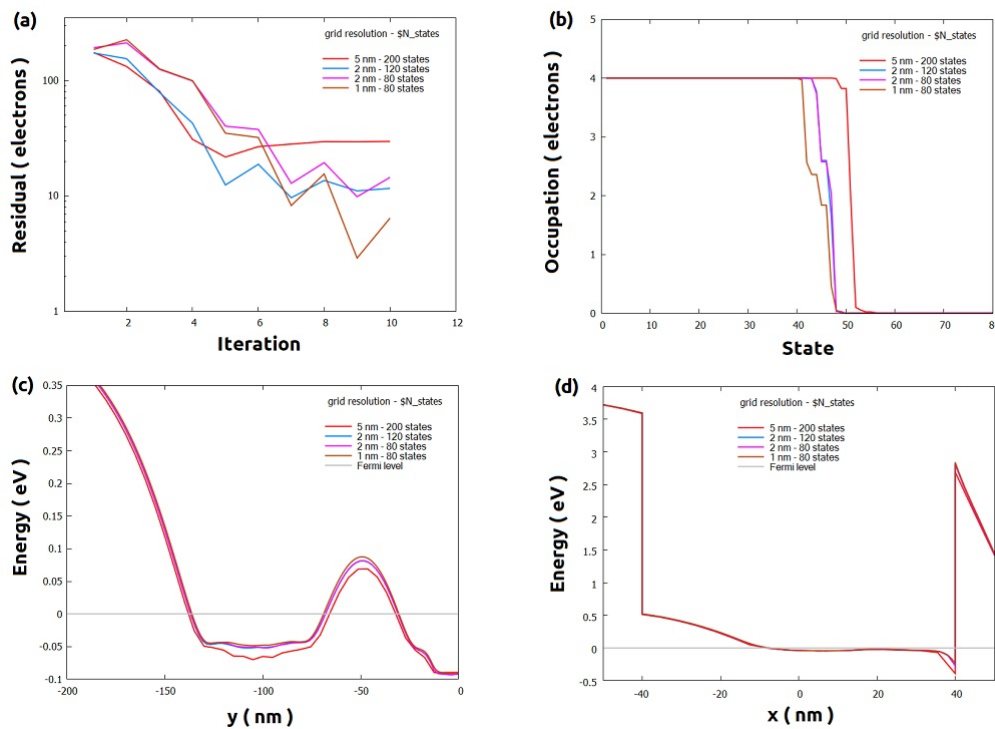 (a)
grid resolution - $N_states
5 nm - 200 states
2 nm - 120 states
2 nm - 80 states
1 nm - 80 states
Residual ( electrons )
100
10
1
2
4
6
8
10
12
Iteration
(b)
grid resolution - $N_states
5 nm - 200 states
2 nm - 120 states
2 nm - 80 states
1 nm - 80 states
Occupation ( electrons )
5
4
3
2
1
0
0
10
20
30
40
50
60
70
80
State
(c)
grid resolution - $N_states
5 nm - 200 states
2 nm - 120 states
2 nm - 80 states
1 nm - 80 states
Fermi level
Energy ( eV )
0.35
0.3
0.25
0.2
0.15
0.1
0.05
0
-0.05
-0.1
-200
-150
-100
-50
0
y ( nm )
(d)
grid resolution - $N_states
5 nm - 200 states
2 nm - 120 states
2 nm - 80 states
1 nm - 80 states
Fermi level
Energy ( eV )
4
3.5
3
2.5
2
1.5
1
0.5
0
-0.5
-40
-20
0
20
40
x ( nm )